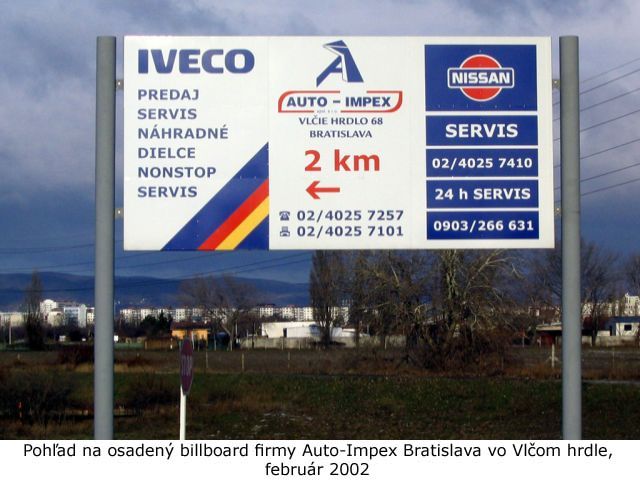 IVECO
PREDAJ
SERVIS
NÁHRADNÉ
DIELCE
NONSTOP
SERVIS
AUTO - IMPEX
VLČIE HRDLO 68
BRATISLAVA
2 km
02/4025 7257
02/4025 7101
NISSAN
SERVIS
02/4025 7410
24 h SERVIS
0903/266 631
STOP
Pohľad na osadený billboard firmy Auto-Impex Bratislava vo Vlčom hrdle,
február 2002